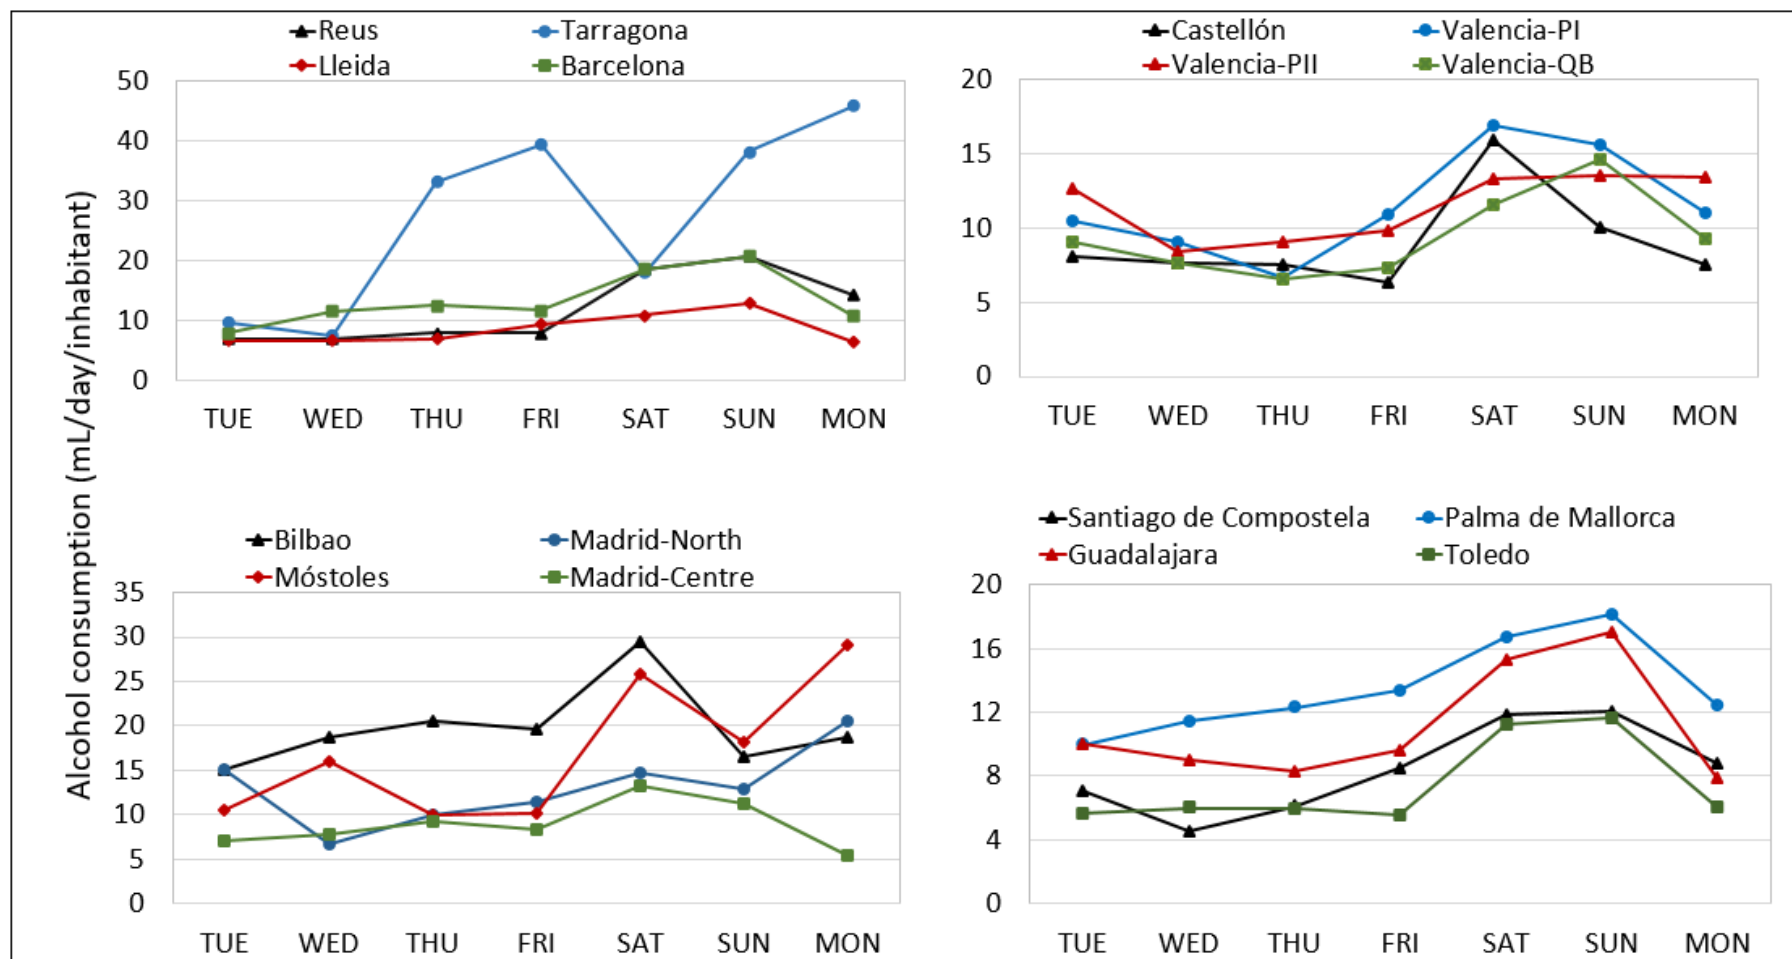 Alcohol consumption (mL/day/inhabitant)
Reus Tarragona
Lleida Barcelona
50
40
30
20
10
0
TUE WED THU FRI SAT SUN MON
Castellón Valencia-PI
Valencia-PII Valencia-QB
20
15
10
5
0
TUE WED THU FRI SAT SUN MON
Bilbao Madrid-North
Móstoles Madrid-Centre
35
30
25
20
15
10
5
0
TUE WED THU FRI SAT SUN MON
Santiago de Compostela Palma de Mallorca
Guadalajara Toledo
20
16
12
8
4
0
TUE WED THU FRI SAT SUN MON